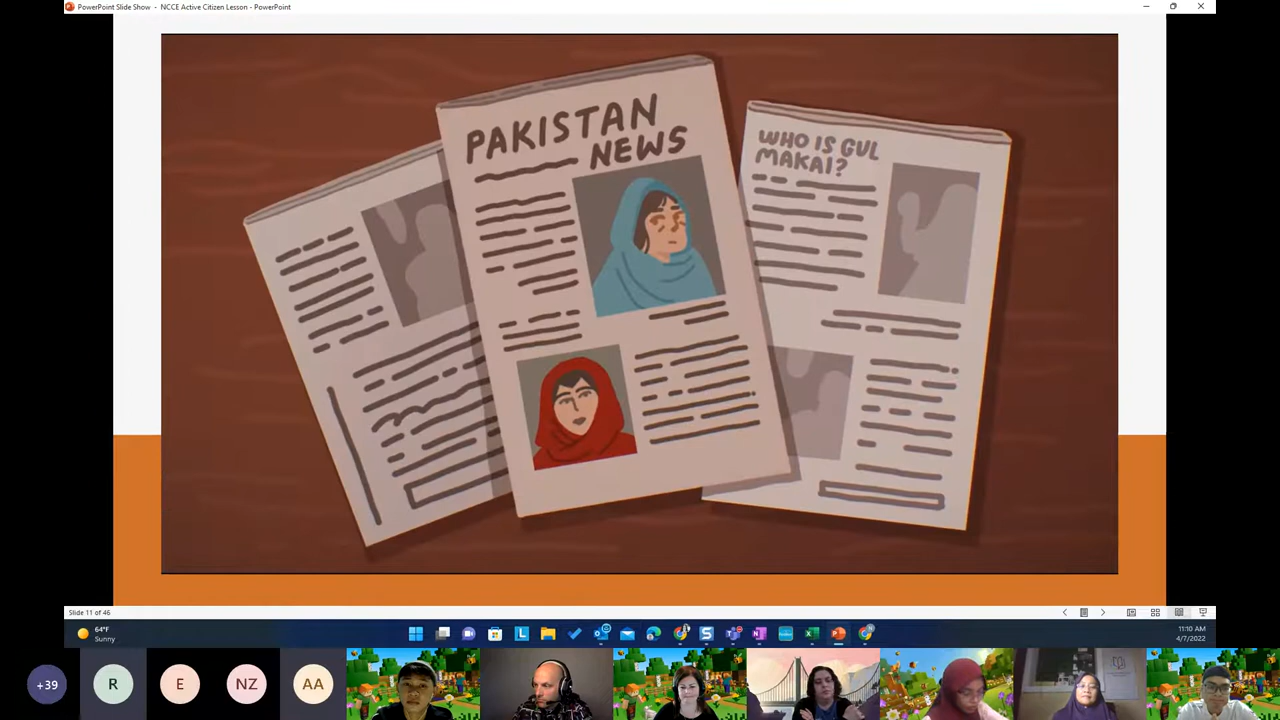 PowerPoint Slide Show - NCCE Active Citizen Lesson - PowerPoint
PAKISTAN
NEWS
WHO IS GUL
MAKAI?
Slide 11 of 46
64°F
Sunny
11:10 AM
4/7/2022
+39
R
E
NZ
AA